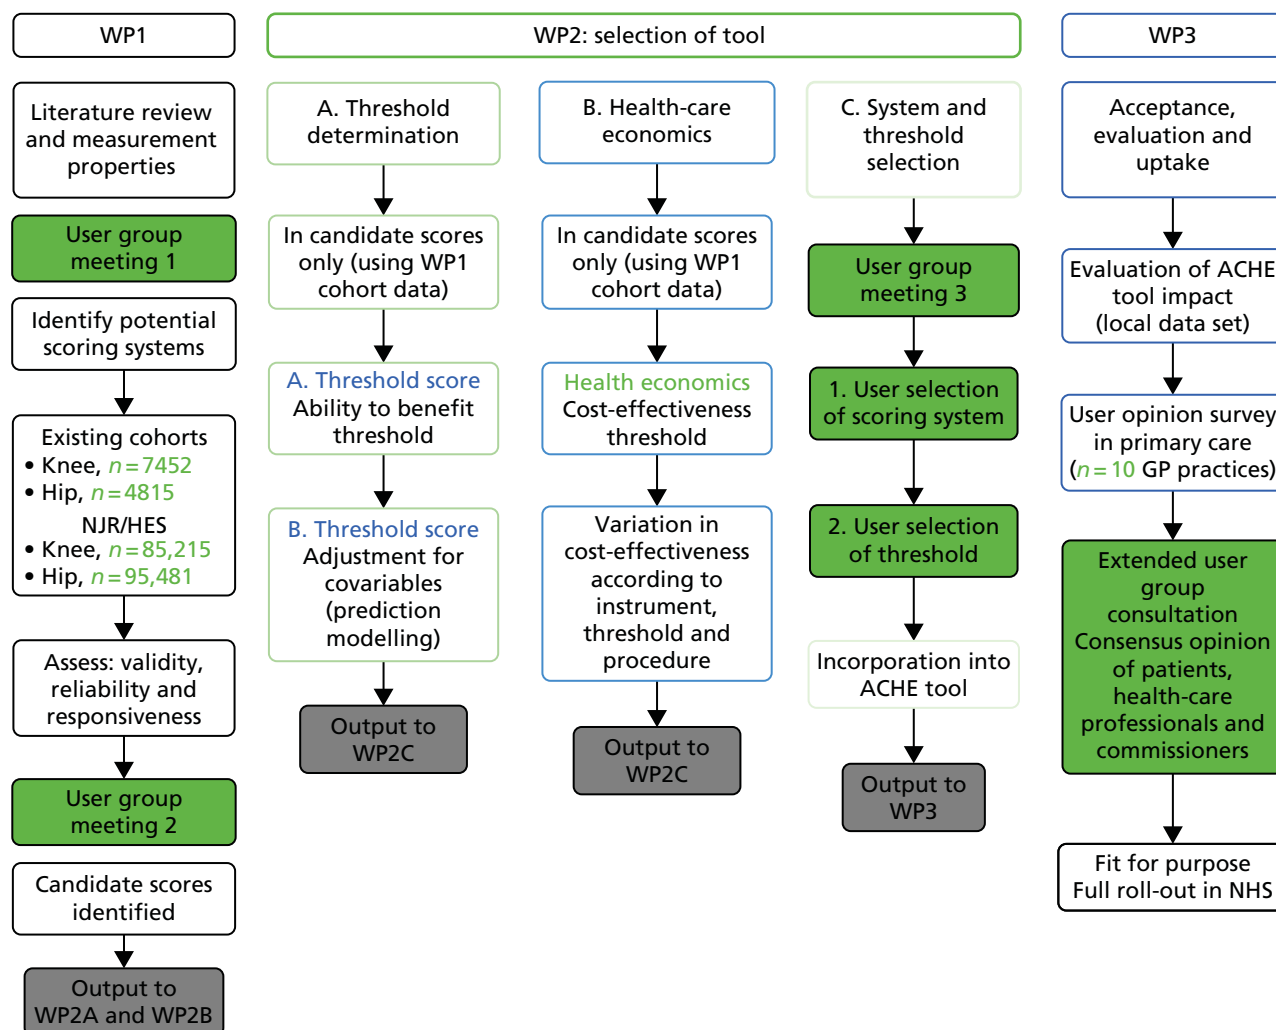 WP1
Literature review
and measurement
properties
User group
meeting 1
Identify potential
scoring systems
Existing cohorts
• Knee, n=7452
• Hip, n=4815
NJR/HES
• Knee, n=85,215
• Hip, n=95,481
Assess: validity,
reliability and
responsiveness
User group
meeting 2
Candidate scores
identified
Output to
WP2A and WP2B
WP2: selection of tool
A. Threshold
determination
In candidate scores
only (using WP1
cohort data)
A. Threshold score
Ability to benefit
threshold
B. Threshold score
Adjustment for
covariables
(prediction
modelling)
Output to
WP2C
B. Health-care
economics
In candidate scores
only (using WP1
cohort data)
Health economics
Cost-effectiveness
threshold
Variation in
cost-effectiveness
according to
instrument,
threshold and
procedure
Output to
WP2C
C. System and
threshold
selection
User group
meeting 3
1. User selection
of scoring system
2. User selection
of threshold
Incorporation into
ACHE tool
Output to
WP3
WP3
Acceptance,
evaluation and
uptake
Evaluation of ACHE
tool impact
(local data set)
User opinion survey
in primary care
(n=10 GP practices)
Extended user
group
consultation
Consensus opinion
of patients,
health-care
professionals and
commissioners
Fit for purpose
Full roll-out in NHS